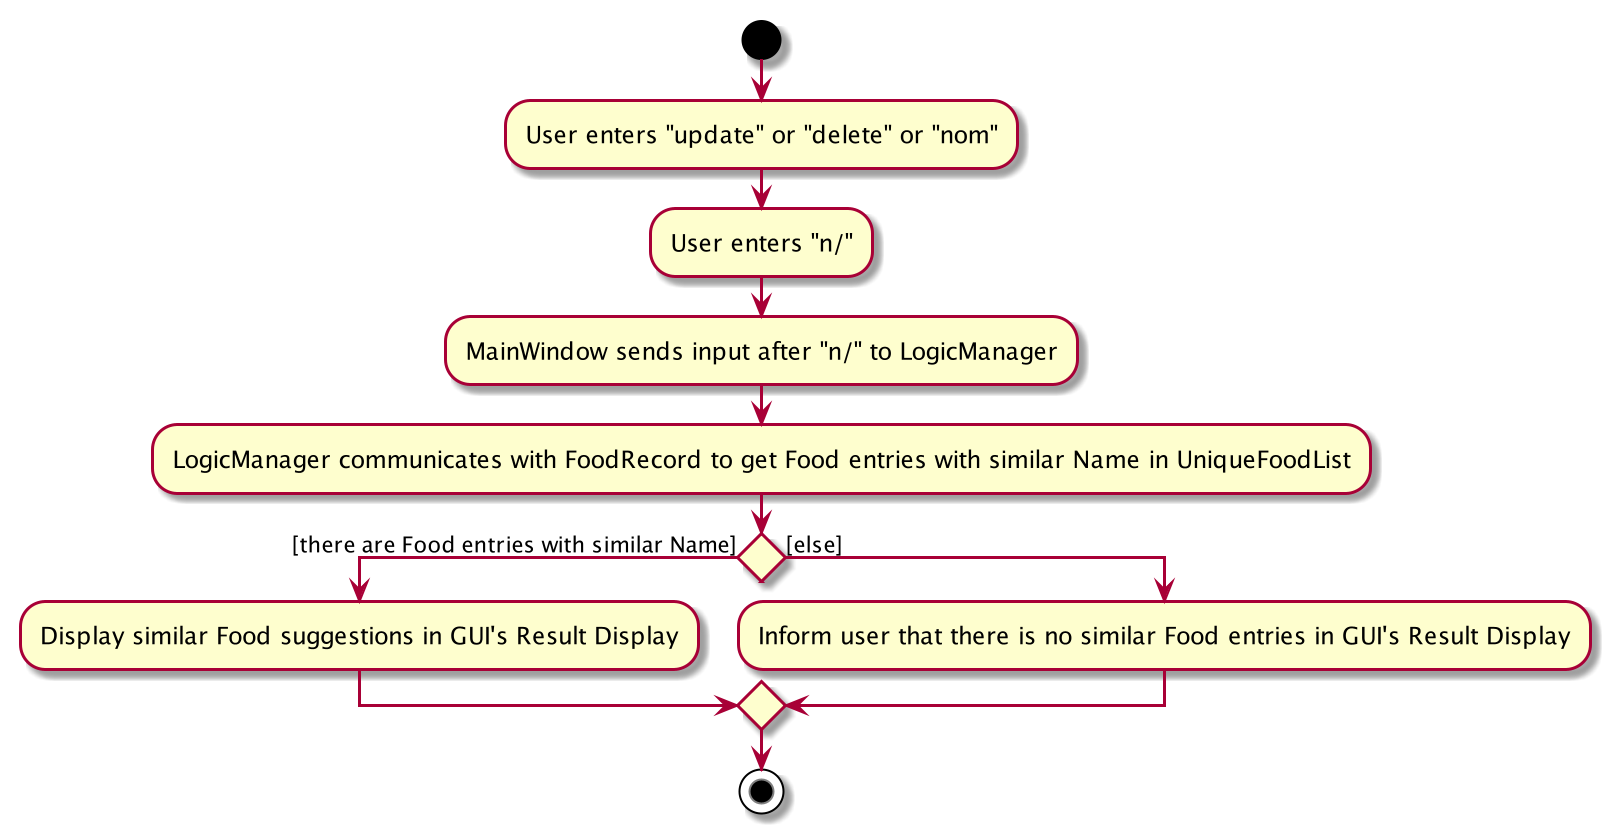 User enters "update" or "delete" or "nom"
User enters "n/"
MainWindow sends input after "n/" to LogicManager
LogicManager communicates with FoodRecord to get Food entries with similar Name in UniqueFoodList
[there are Food entries with similar Name]
[else]
Display similar Food suggestions in GUI's Result Display
Inform user that there is no similar Food entries in GUI's Result Display